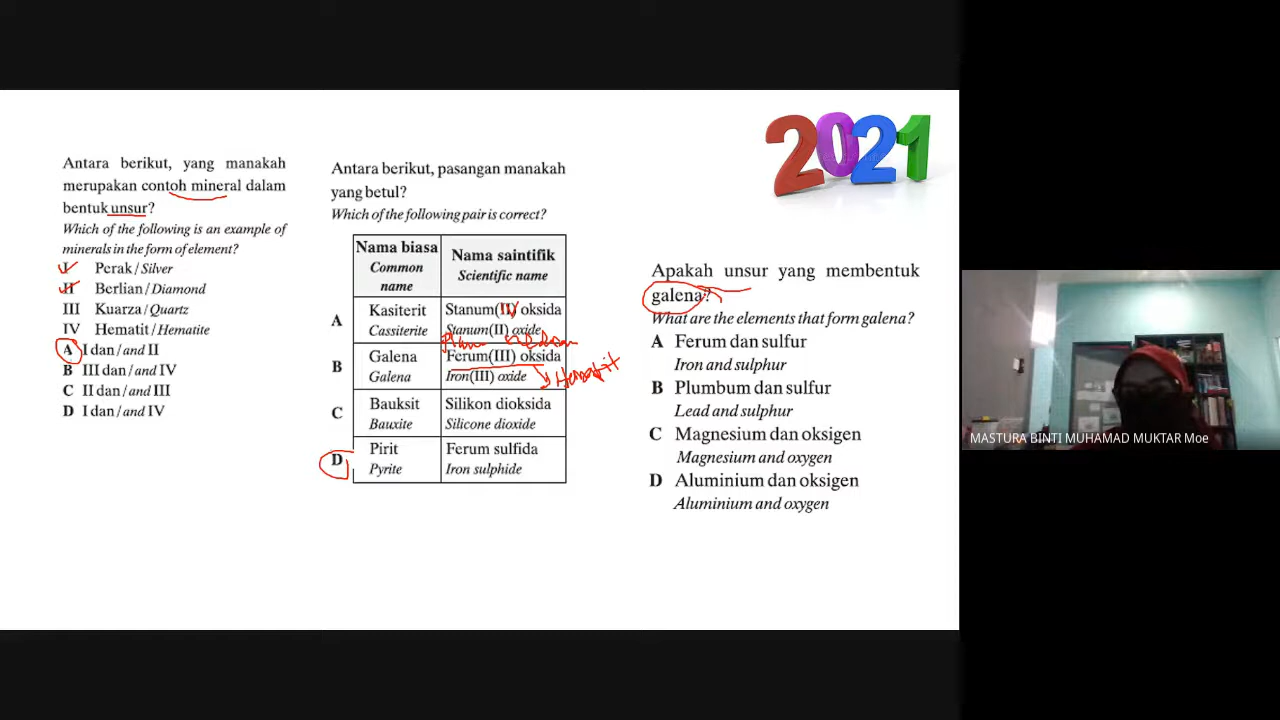 2021
Antara berikut, yang manakah
merupakan contoh mineral dalam
bentuk unsur?
Which of the following is an example of
minerals in the form of element?
I Perak/Silver
II Berlian/Diamond
III Kuarza/Quartz
IV Hematit/Hematite
A I dan/and II
B III dan/and IV
C II dan/and III
D I dan/and IV
Antara berikut, pasangan manakah
yang betul?
Which of the following pair is correct?
Nama biasa
Common
name
Nama saintifik
Scientific name
A
Kasiterit
Cassiterite
Stanum(II) oksida
Stanum(II) oxide
B
Galena
Galena
Ferum(III) oksida
Iron(III) oxide
Hematit
C
Bauksit
Bauxite
Silikon dioksida
Silicone dioxide
D
Pirit
Pyrite
Ferum sulfida
Iron sulphide
Apakah unsur yang membentuk
galena?
What are the elements that form galena?
A Ferum dan sulfur
Iron and sulphur
B Plumbum dan sulfur
Lead and sulphur
C Magnesium dan oksigen
Magnesium and oxygen
D Aluminium dan oksigen
Aluminium and oxygen
MASTURA BINTI MUHAMAD MUKTAR Moe